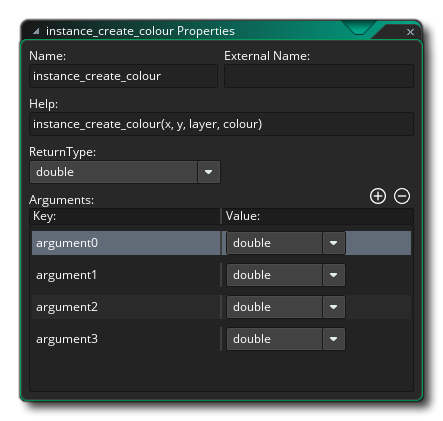 instance_create_colour Properties
Name: External Name:
instance_create_colour
Help:
instance_create_colour(x, y, layer, colour)
ReturnType:
double
Arguments:
Key: Value:
argument0 double
argument1 double
argument2 double
argument3 double